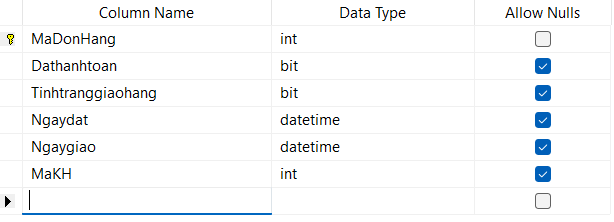 Column Name Data Type Allow Nulls
MaDonHang int
Dathanhtoan bit
Tinhtranggiaohang bit
Ngaydat datetime
Ngaygiao datetime
MaKH int